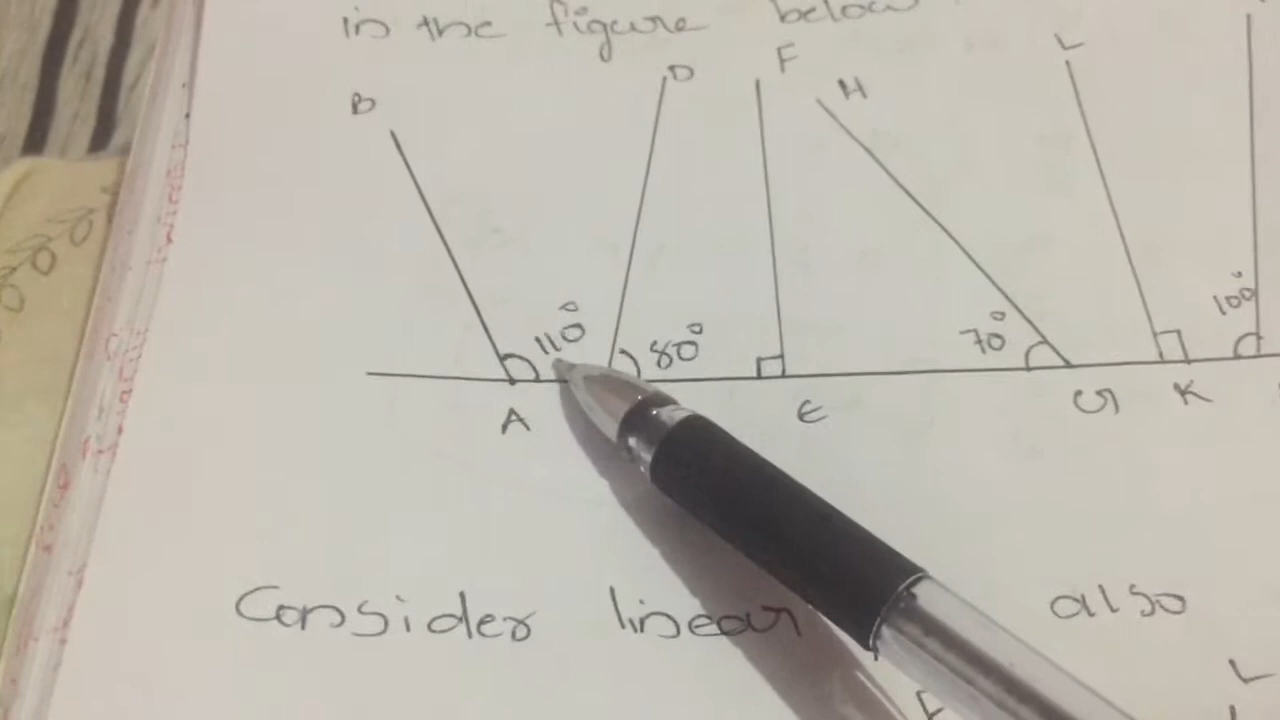 in the figure below
B D F H L
110° 80° 70° 100°
A E G K
Consider linear also
L
F